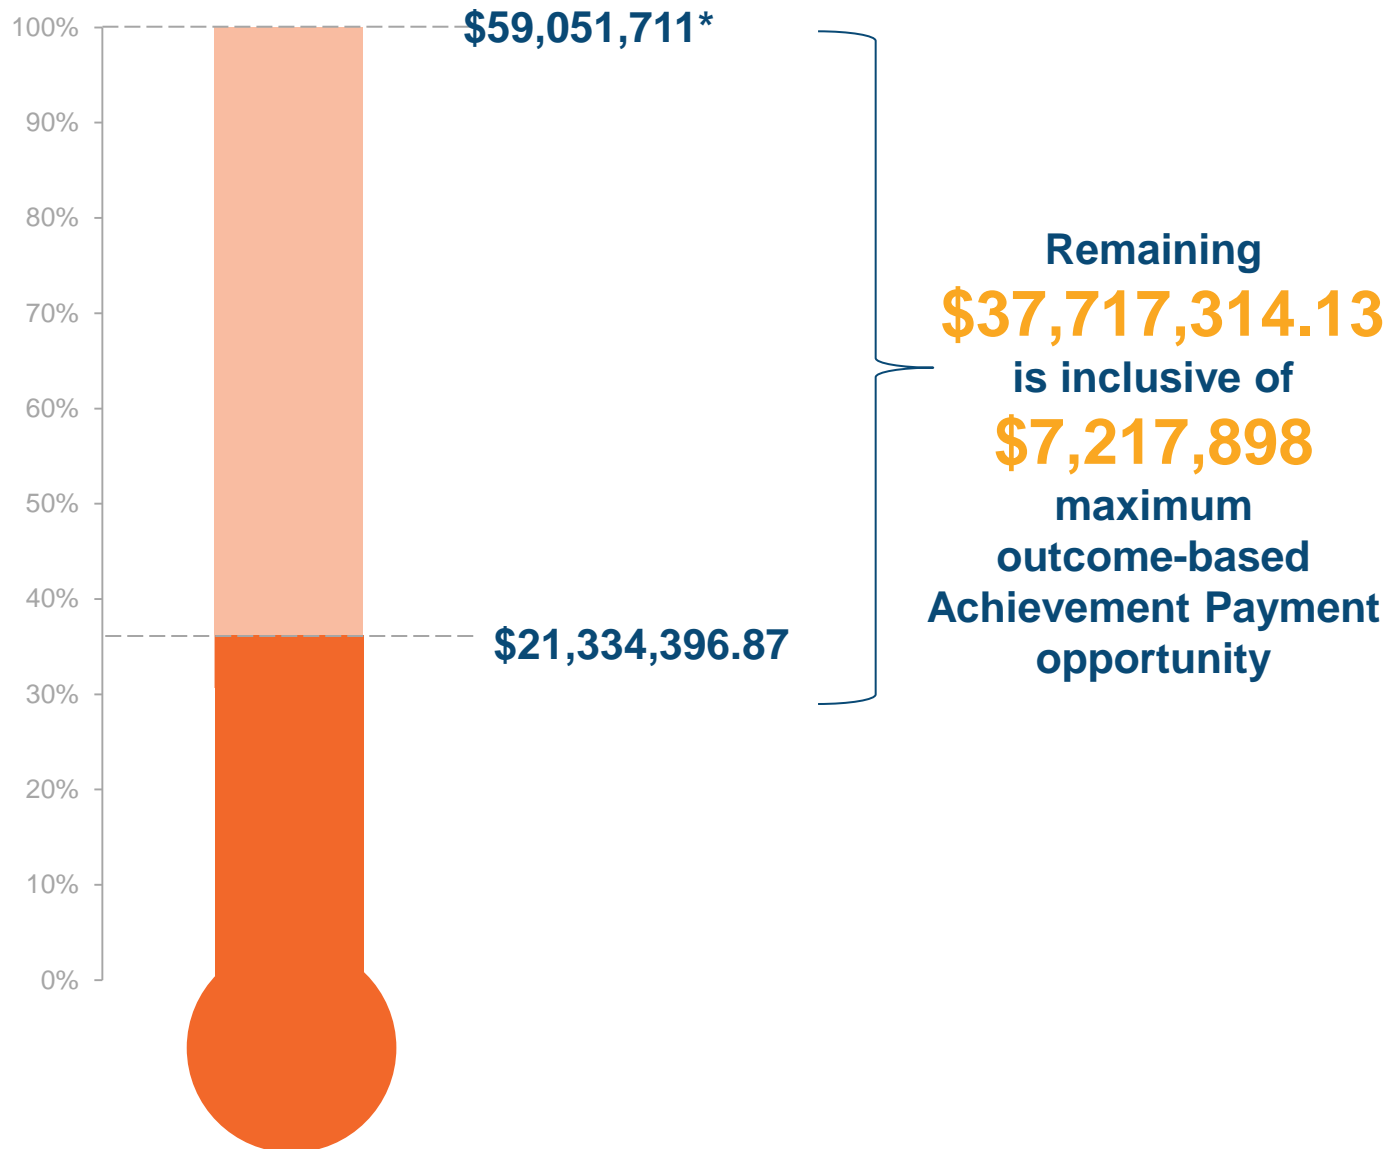 100%
90%
80%
70%
60%
50%
40%
30%
20%
10%
0%
$59,051,711*
$21,334,396.87
Remaining
$37,717,314.13
is inclusive of
$7,217,898
maximum
outcome-based
Achievement Payment
opportunity